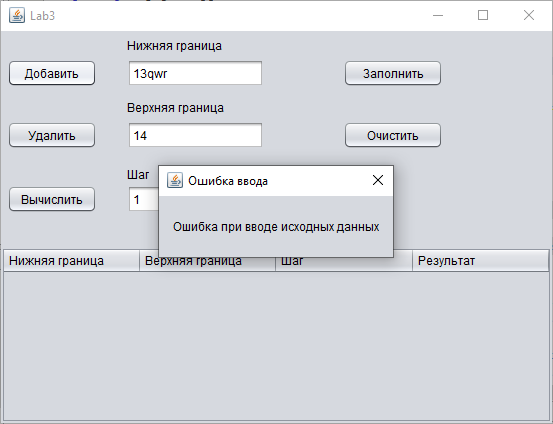 Lab3
Нижняя граница
Добавить
13qwr
Заполнить
Верхняя граница
Удалить
14
Очистить
Шаг
Вычислить
1
Ошибка ввода
Ошибка при вводе исходных данных
Нижняя граница Верхняя граница Шаг Результат